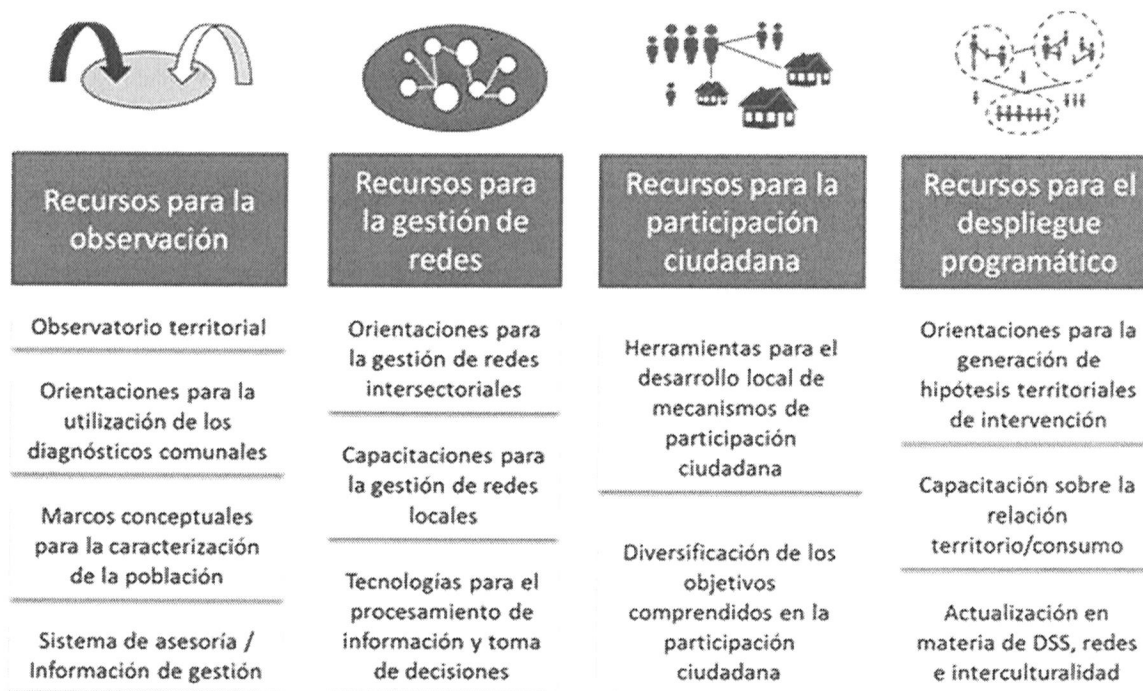 Recursos para la
observación
Observatorio territorial
Orientaciones para la
utilización de los
diagnósticos comunales
Marcos conceptuales
para la caracterización
de la población
Sistema de asesoría /
Información de gestión
Recursos para
la gestión de
redes
Orientaciones para
la gestión de redes
intersectoriales
Capacitaciones para
la gestión de redes
locales
Tecnologías para el
procesamiento de
información y toma
de decisiones
Recursos para la
participación
ciudadana
Herramientas para el
desarrollo local de
mecanismos de
participación
ciudadana
Diversificación de los
objetivos
comprendidos en la
participación
ciudadana
Recursos para el
despliegue
programático
Orientaciones para la
generación de
hipótesis territoriales
de intervención
Capacitación sobre la
relación
territorio/consumo
Actualización en
materia de DSS, redes
e interculturalidad